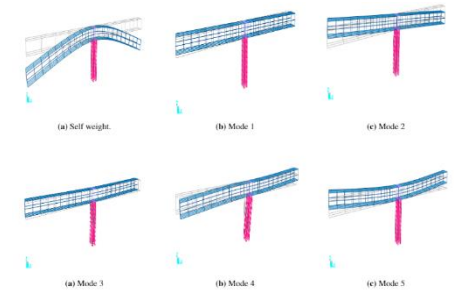 (a) Self weight.
(b) Mode 1
(c) Mode 2
(a) Mode 3
(b) Mode 4
(c) Mode 5